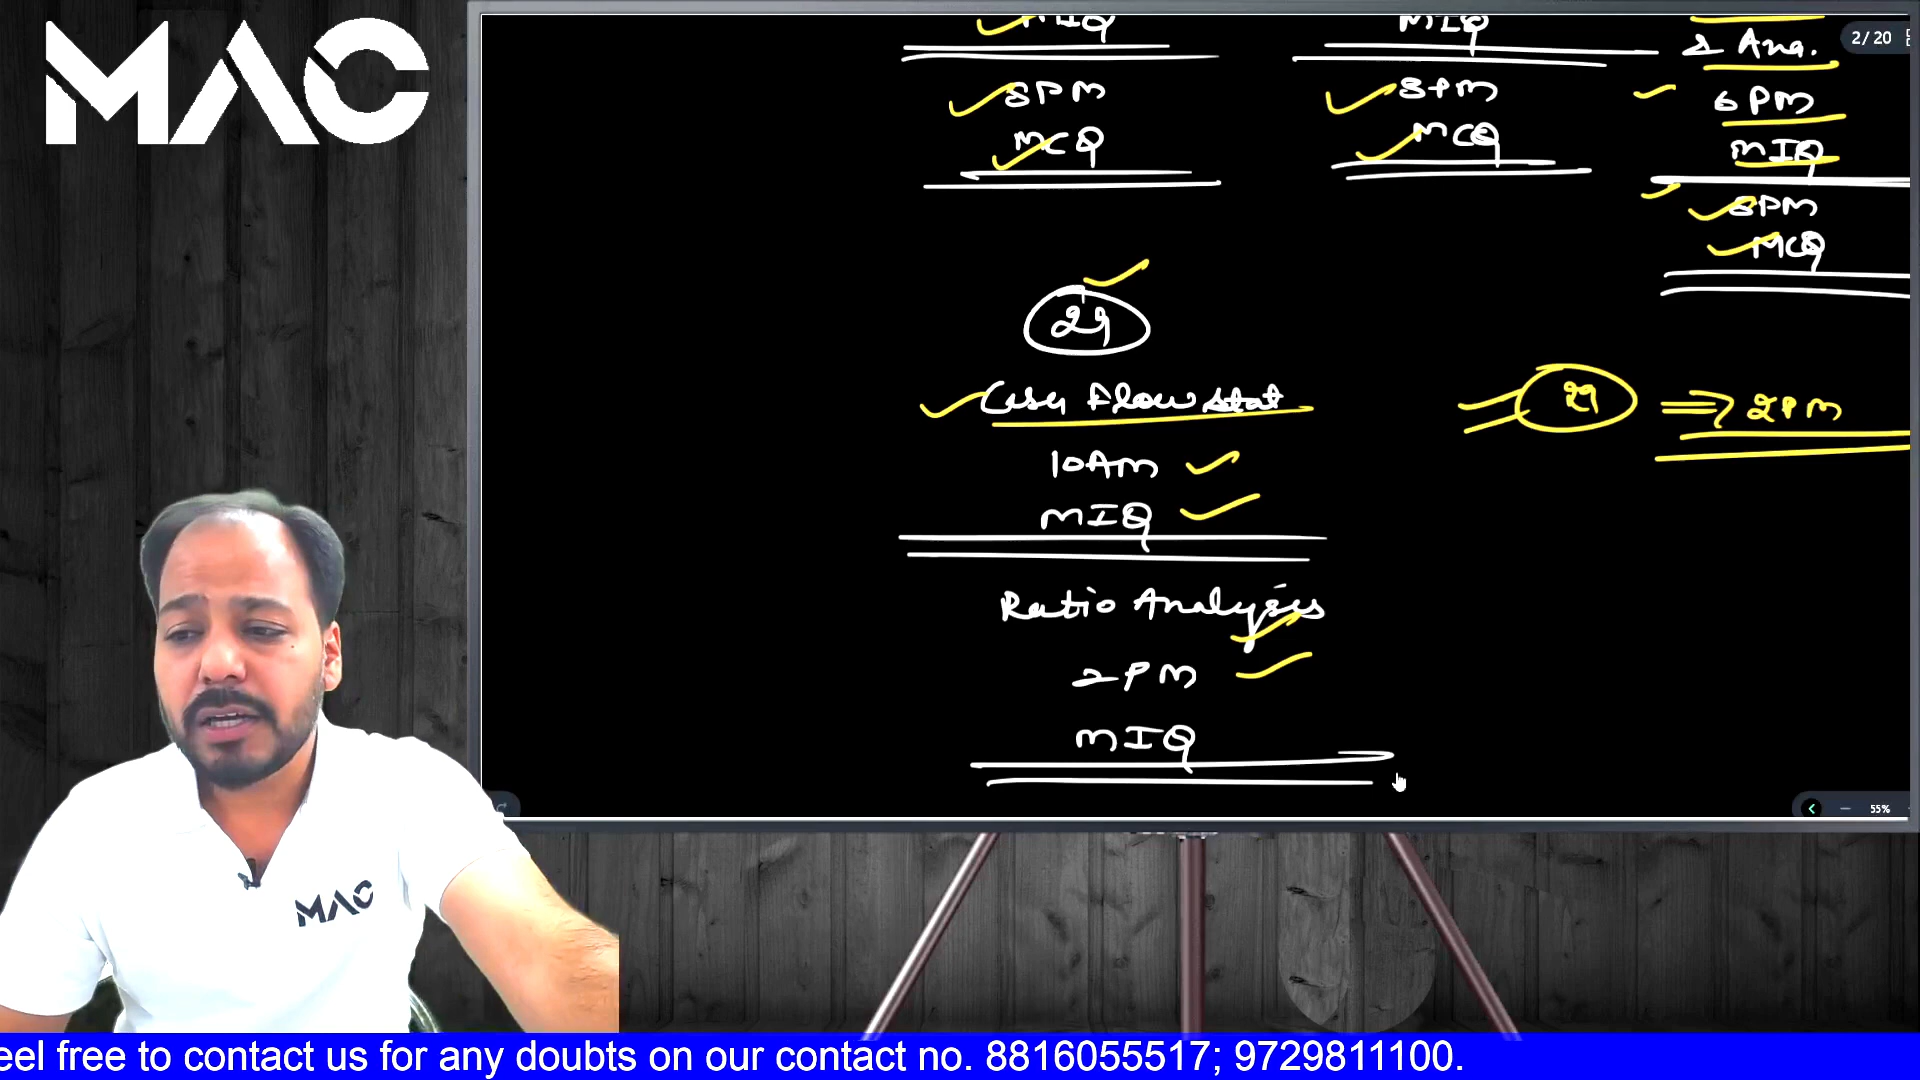 MAC
MIQ
8PM
MCQ
MIQ
8PM
MCQ
& Ana.
6PM
MIQ
8PM
MCQ
2/20
29
Cash Flow Stat
10AM
MIQ
Ratio Analysis
2PM
MIQ
29 ⇒ 2PM
55%
MAC
eel free to contact us for any doubts on our contact no. 8816055517; 9729811100.